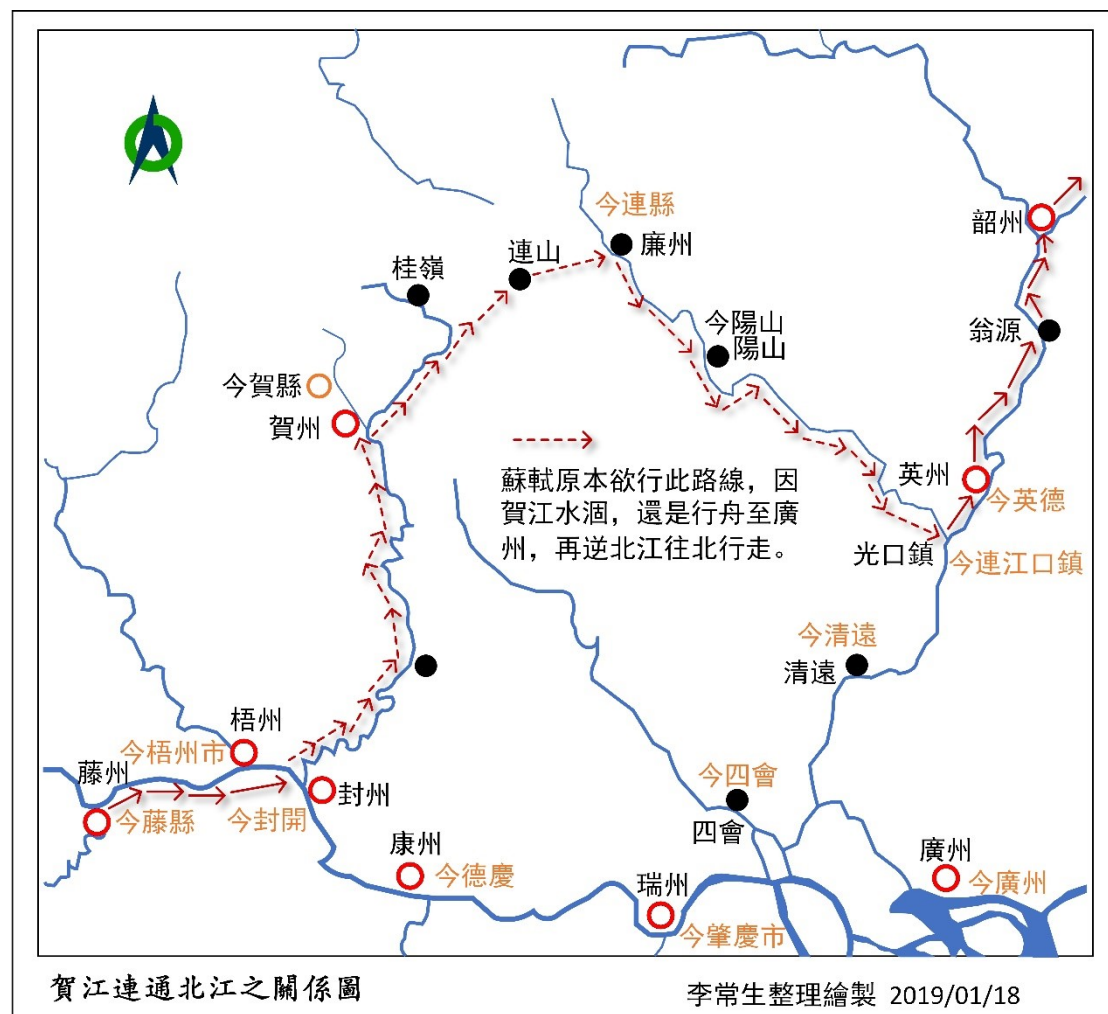 今連縣
廉州
韶州
連山
桂嶺
今陽山
陽山
翁源
今賀縣
賀州
蘇軾原本欲行此路線，因
賀江水涸，還是行舟至廣
州，再逆北江往北行走。
英州
今英德
光口鎮
今連江口鎮
今清遠
清遠
梧州
今梧州市
藤州
今藤縣
今封開
封州
今四會
四會
康州
今德慶
瑞州
今肇慶市
廣州
今廣州
賀江連通北江之關係圖
李常生整理繪製 2019/01/18